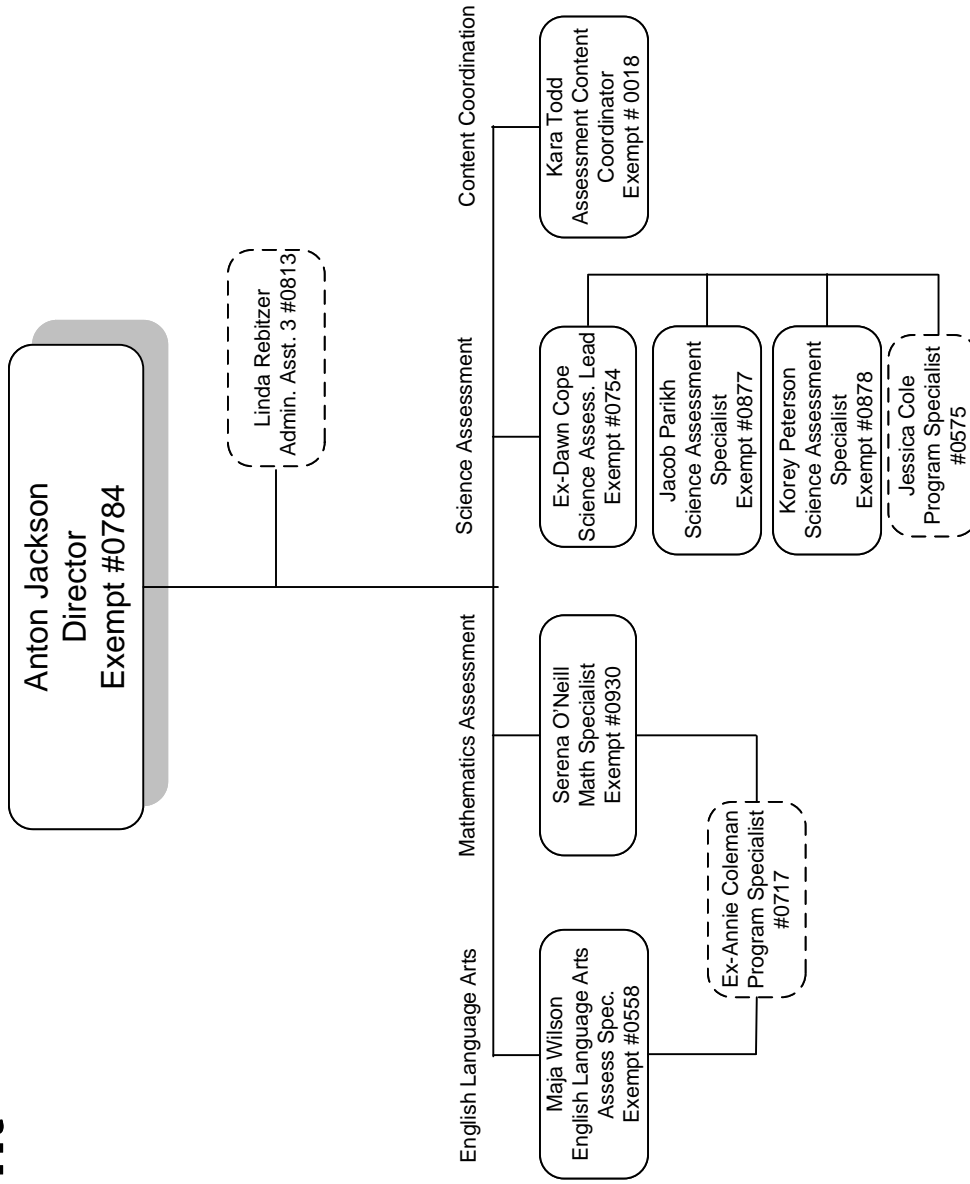 Anton Jackson
Director
Exempt #0784
Linda Rebitzer
Admin. Asst. 3 #0813
English Language Arts
Mathematics Assessment
Science Assessment
Content Coordination
Maja Wilson
English Language Arts
Assess Spec.
Exempt #0558
Serena O'Neill
Math Specialist
Exempt #0930
Ex-Annie Coleman
Program Specialist
#0717
Ex-Dawn Cope
Science Assess. Lead
Exempt #0754
Jacob Parikh
Science Assessment
Specialist
Exempt #0877
Korey Peterson
Science Assessment
Specialist
Exempt #0878
Jessica Cole
Program Specialist
#0575
Kara Todd
Assessment Content
Coordinator
Exempt # 0018